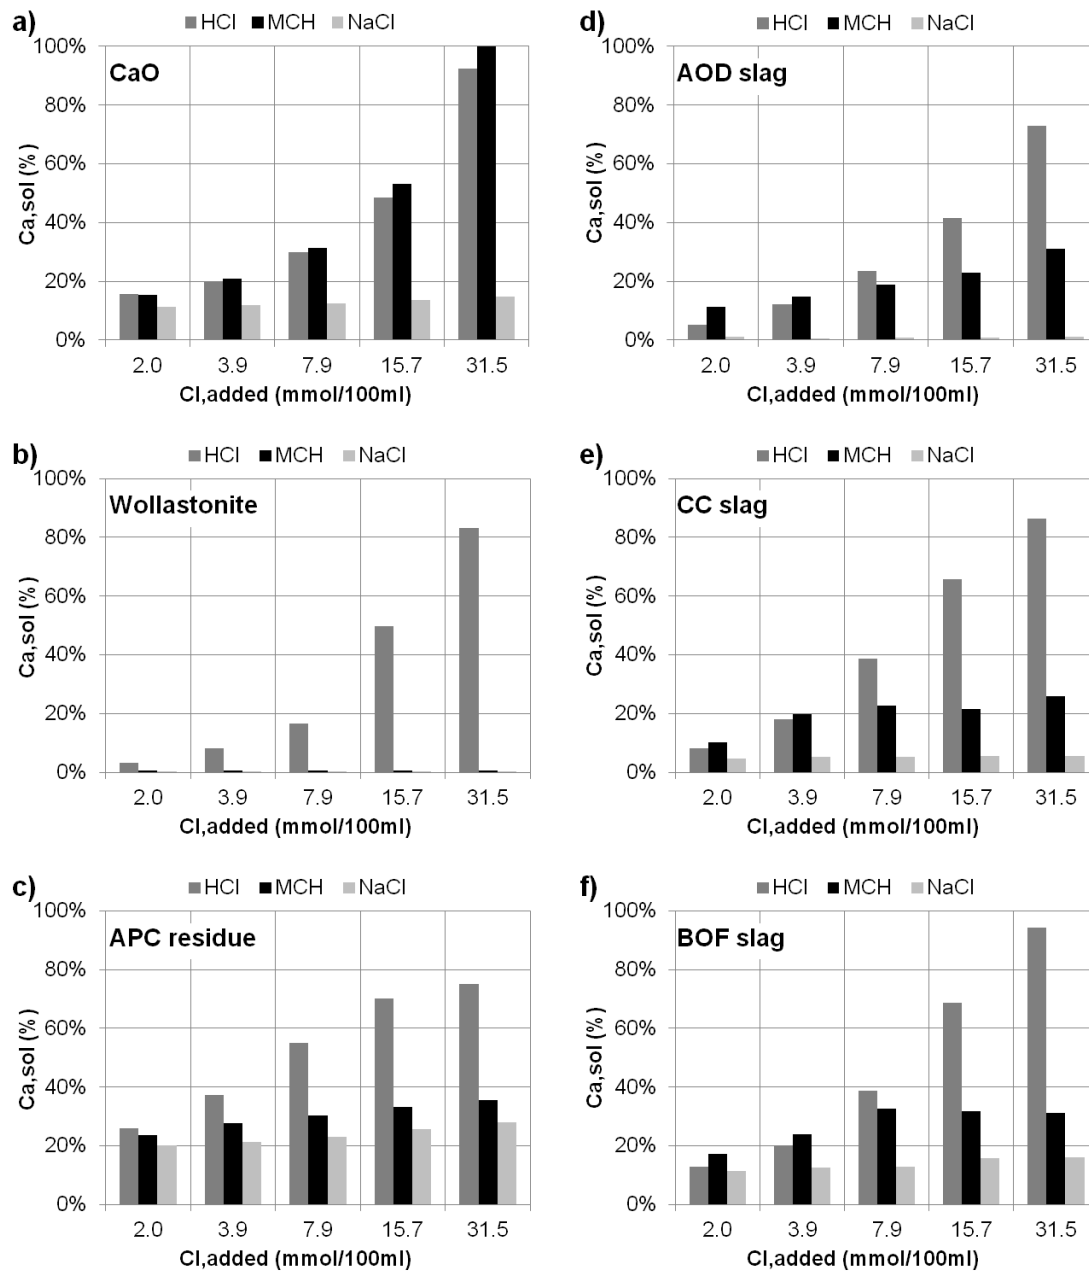 a)
HCl MCH NaCl
CaO
Ca,sol (%)
100%
80%
60%
40%
20%
0%
2.0 3.9 7.9 15.7 31.5
Cl,added (mmol/100ml)
b)
HCl MCH NaCl
Wollastonite
Ca,sol (%)
100%
80%
60%
40%
20%
0%
2.0 3.9 7.9 15.7 31.5
Cl,added (mmol/100ml)
c)
HCl MCH NaCl
APC residue
Ca,sol (%)
100%
80%
60%
40%
20%
0%
2.0 3.9 7.9 15.7 31.5
Cl,added (mmol/100ml)
d)
HCl MCH NaCl
AOD slag
Ca,sol (%)
100%
80%
60%
40%
20%
0%
2.0 3.9 7.9 15.7 31.5
Cl,added (mmol/100ml)
e)
HCl MCH NaCl
CC slag
Ca,sol (%)
100%
80%
60%
40%
20%
0%
2.0 3.9 7.9 15.7 31.5
Cl,added (mmol/100ml)
f)
HCl MCH NaCl
BOF slag
Ca,sol (%)
100%
80%
60%
40%
20%
0%
2.0 3.9 7.9 15.7 31.5
Cl,added (mmol/100ml)